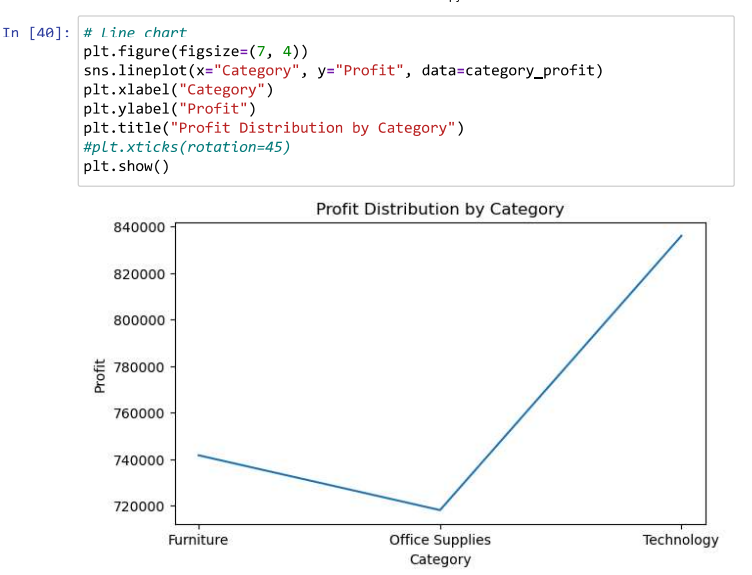 In [40]:
# Line chart
plt.figure(figsize=(7, 4))
sns.lineplot(x="Category", y="Profit", data=category_profit)
plt.xlabel("Category")
plt.ylabel("Profit")
plt.title("Profit Distribution by Category")
#plt.xticks(rotation=45)
plt.show()
Profit Distribution by Category
840000
820000
800000
780000
760000
740000
720000
Profit
Furniture
Office Supplies
Technology
Category